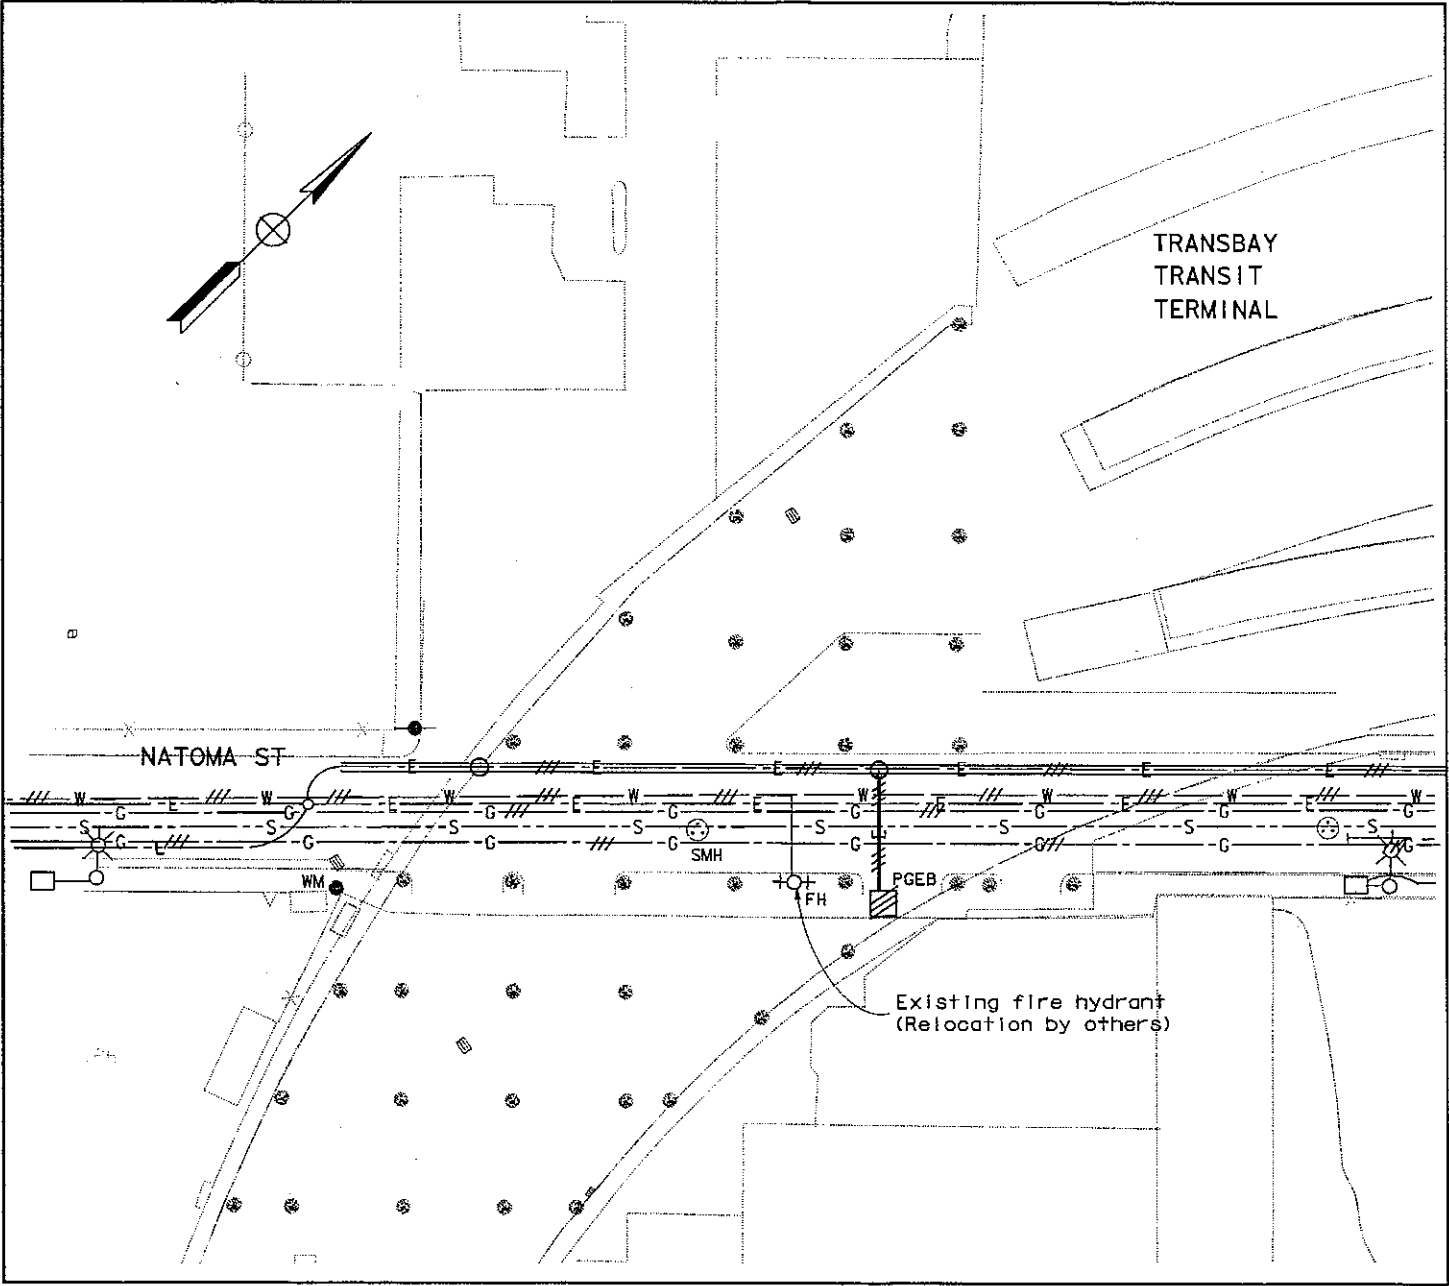 TRANSBAY
TRANSIT
TERMINAL
NATOMA ST
E E E E E E
W W W W W W W W
E E E E E E E
G G G G G G G
S S S S S S S S
G E G G G G G G G
SMH
WM
PGEB
FH
Existing fire hydrant
(Relocation by others)